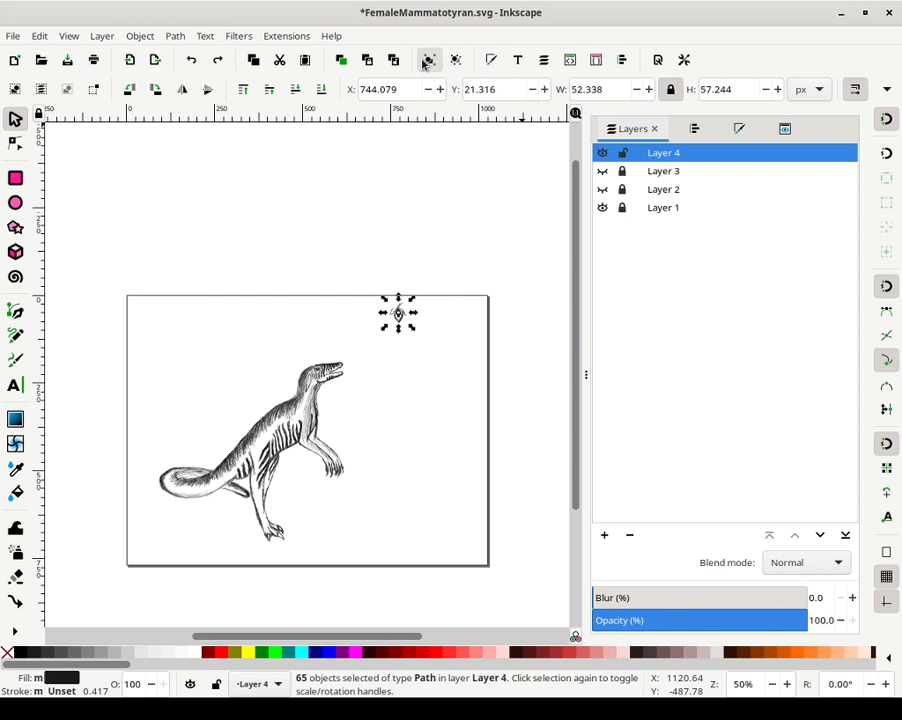 *FemaleMammatotyran.svg - Inkscape
File Edit View Layer Object Path Text Filters Extensions Help
X: 744.079 Y: 21.316 W: 52.338 H: 57.244 px
Layers
Layer 4
Layer 3
Layer 2
Layer 1
Blend mode: Normal
Blur (%) 0.0
Opacity (%) 100.0
Fill: m
Stroke: m Unset 0.417
O: 100
Layer 4
65 objects selected of type Path in layer Layer 4. Click selection again to toggle
scale/rotation handles.
X: 1120.64
Y: -487.78
Z: 50%
R: 0.00°